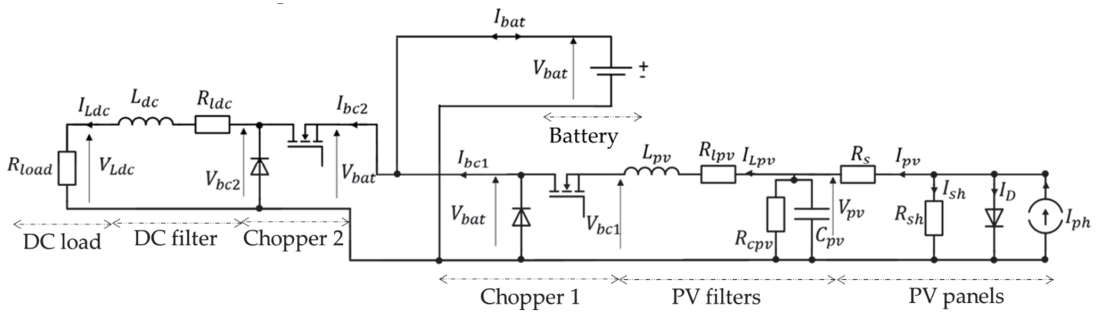 I_bat
V_bat
+
-
Battery
I_Ldc
L_dc
R_ldc
I_bc2
R_load
V_Ldc
V_bc2
V_bat
I_bc1
L_pv
R_lpv
I_Lpv
R_s
I_pv
V_bat
V_bc1
R_cpv
C_pv
V_pv
I_sh
R_sh
I_D
I_ph
DC load
DC filter
Chopper 2
Chopper 1
PV filters
PV panels